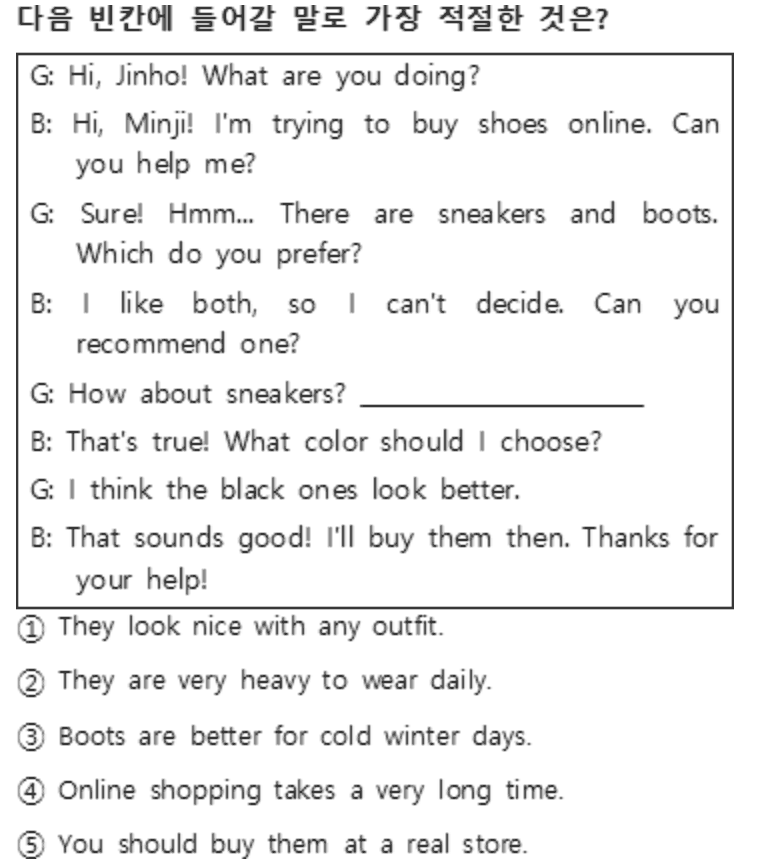 다음 빈칸에 들어갈 말로 가장 적절한 것은?
G: Hi, Jinho! What are you doing?
B: Hi, Minji! I'm trying to buy shoes online. Can
you help me?
G: Sure! Hmm... There are sneakers and boots.
Which do you prefer?
B: I like both, so I can't decide. Can you
recommend one?
G: How about sneakers? ____________________
B: That's true! What color should I choose?
G: I think the black ones look better.
B: That sounds good! I'll buy them then. Thanks for
your help!
① They look nice with any outfit.
② They are very heavy to wear daily.
③ Boots are better for cold winter days.
④ Online shopping takes a very long time.
⑤ You should buy them at a real store.